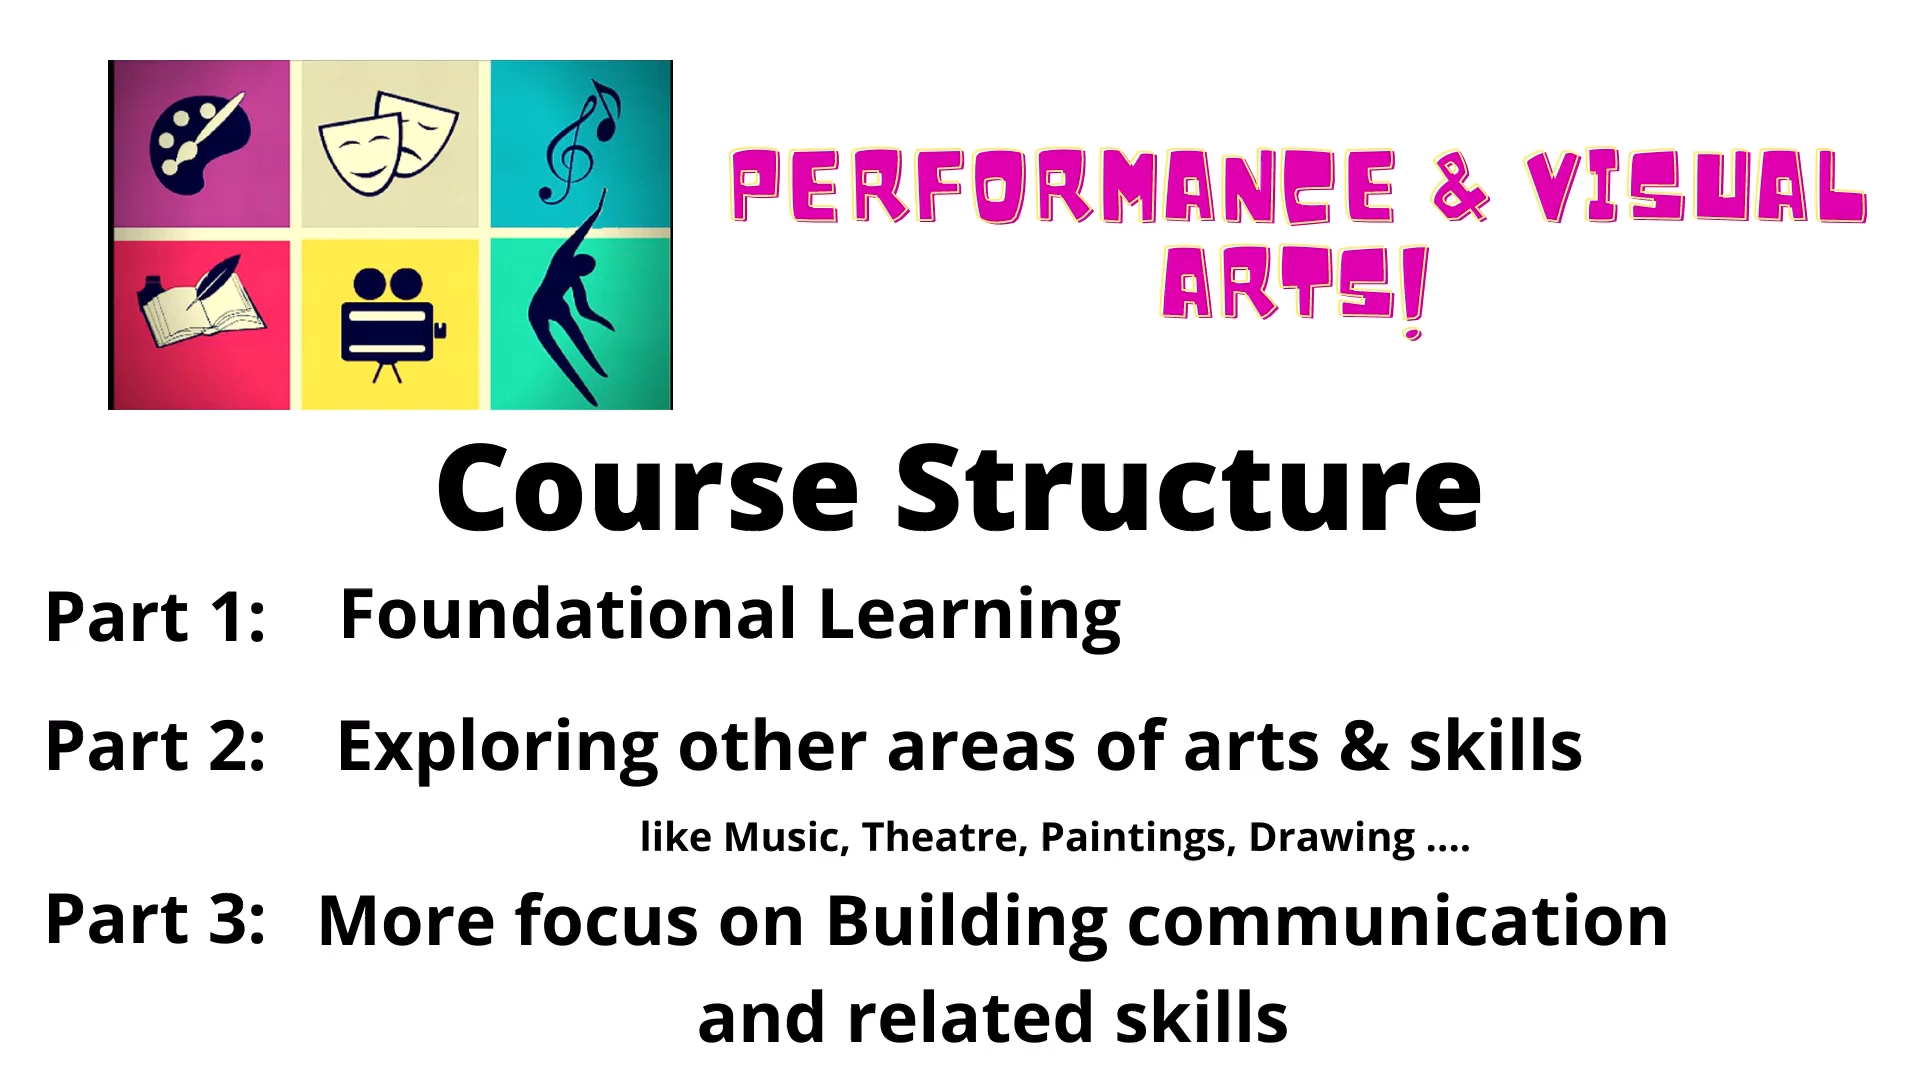 PERFORMANCE & VISUAL
ARTS!
Course Structure
Part 1: Foundational Learning
Part 2: Exploring other areas of arts & skills
like Music, Theatre, Paintings, Drawing ....
Part 3: More focus on Building communication
and related skills